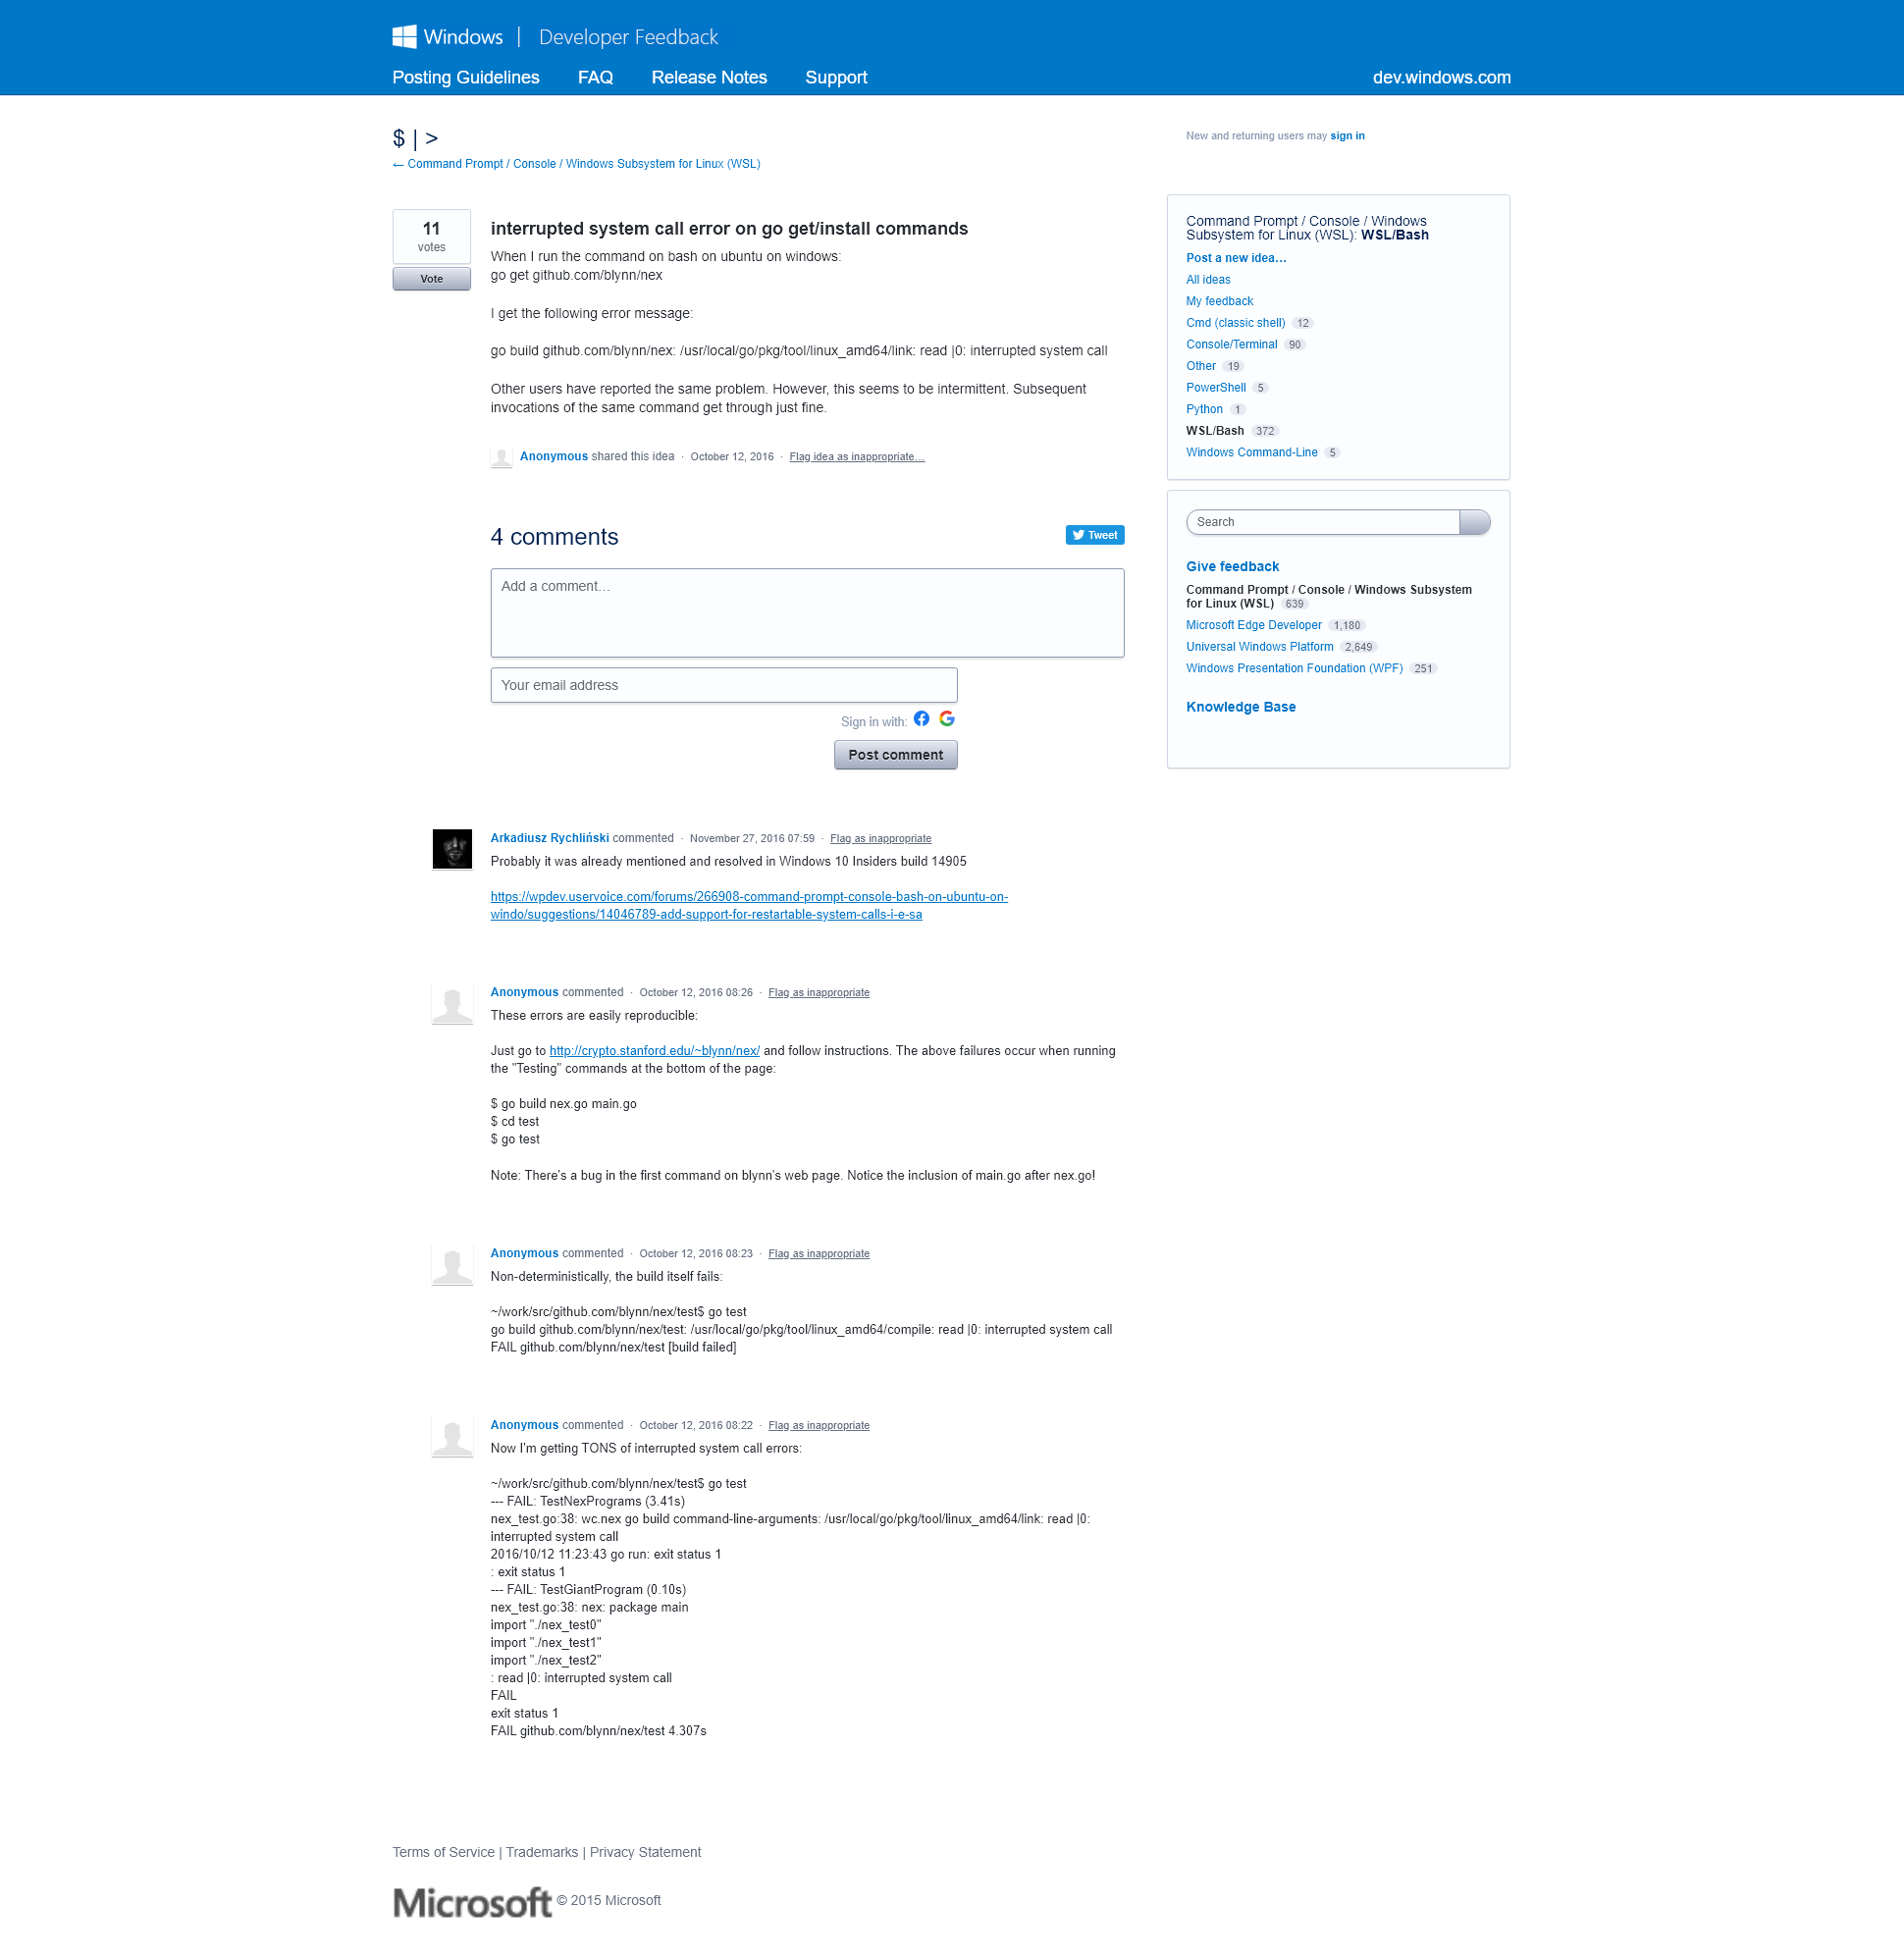 Windows | Developer Feedback
Posting Guidelines FAQ Release Notes Support dev.windows.com
$ | >
← Command Prompt / Console / Windows Subsystem for Linux (WSL)
New and returning users may sign in
11
votes
Vote
interrupted system call error on go get/install commands
When I run the command on bash on ubuntu on windows:
go get github.com/blynn/nex
I get the following error message:
go build github.com/blynn/nex: /usr/local/go/pkg/tool/linux_amd64/link: read |0: interrupted system call
Other users have reported the same problem. However, this seems to be intermittent. Subsequent
invocations of the same command get through just fine.
Anonymous shared this idea · October 12, 2016 · Flag idea as inappropriate…
4 comments
Tweet
Add a comment…
Your email address
Sign in with:
Post comment
Arkadiusz Rychliński commented · November 27, 2016 07:59 · Flag as inappropriate
Probably it was already mentioned and resolved in Windows 10 Insiders build 14905
https://wpdev.uservoice.com/forums/266908-command-prompt-console-bash-on-ubuntu-on-
windo/suggestions/14046789-add-support-for-restartable-system-calls-i-e-sa
Anonymous commented · October 12, 2016 08:26 · Flag as inappropriate
These errors are easily reproducible:
Just go to http://crypto.stanford.edu/~blynn/nex/ and follow instructions. The above failures occur when running
the "Testing" commands at the bottom of the page:
$ go build nex.go main.go
$ cd test
$ go test
Note: There's a bug in the first command on blynn's web page. Notice the inclusion of main.go after nex.go!
Anonymous commented · October 12, 2016 08:23 · Flag as inappropriate
Non-deterministically, the build itself fails:
~/work/src/github.com/blynn/nex/test$ go test
go build github.com/blynn/nex/test: /usr/local/go/pkg/tool/linux_amd64/compile: read |0: interrupted system call
FAIL github.com/blynn/nex/test [build failed]
Anonymous commented · October 12, 2016 08:22 · Flag as inappropriate
Now I'm getting TONS of interrupted system call errors:
~/work/src/github.com/blynn/nex/test$ go test
--- FAIL: TestNexPrograms (3.41s)
nex_test.go:38: wc.nex go build command-line-arguments: /usr/local/go/pkg/tool/linux_amd64/link: read |0:
interrupted system call
2016/10/12 11:23:43 go run: exit status 1
: exit status 1
--- FAIL: TestGiantProgram (0.10s)
nex_test.go:38: nex: package main
import "./nex_test0"
import "./nex_test1"
import "./nex_test2"
: read |0: interrupted system call
FAIL
exit status 1
FAIL github.com/blynn/nex/test 4.307s
Command Prompt / Console / Windows
Subsystem for Linux (WSL): WSL/Bash
Post a new idea…
All ideas
My feedback
Cmd (classic shell) 12
Console/Terminal 90
Other 19
PowerShell 5
Python 1
WSL/Bash 372
Windows Command-Line 5
Search
Give feedback
Command Prompt / Console / Windows Subsystem
for Linux (WSL) 639
Microsoft Edge Developer 1,180
Universal Windows Platform 2,649
Windows Presentation Foundation (WPF) 251
Knowledge Base
Terms of Service | Trademarks | Privacy Statement
Microsoft © 2015 Microsoft